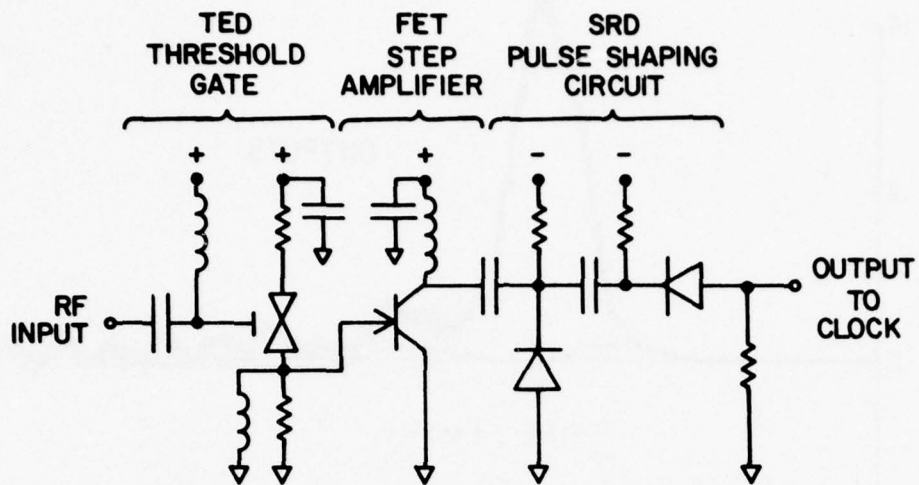 TED
THRESHOLD
GATE
FET
STEP
AMPLIFIER
SRD
PULSE SHAPING
CIRCUIT
+ + + - -
RF
INPUT
OUTPUT
TO
CLOCK